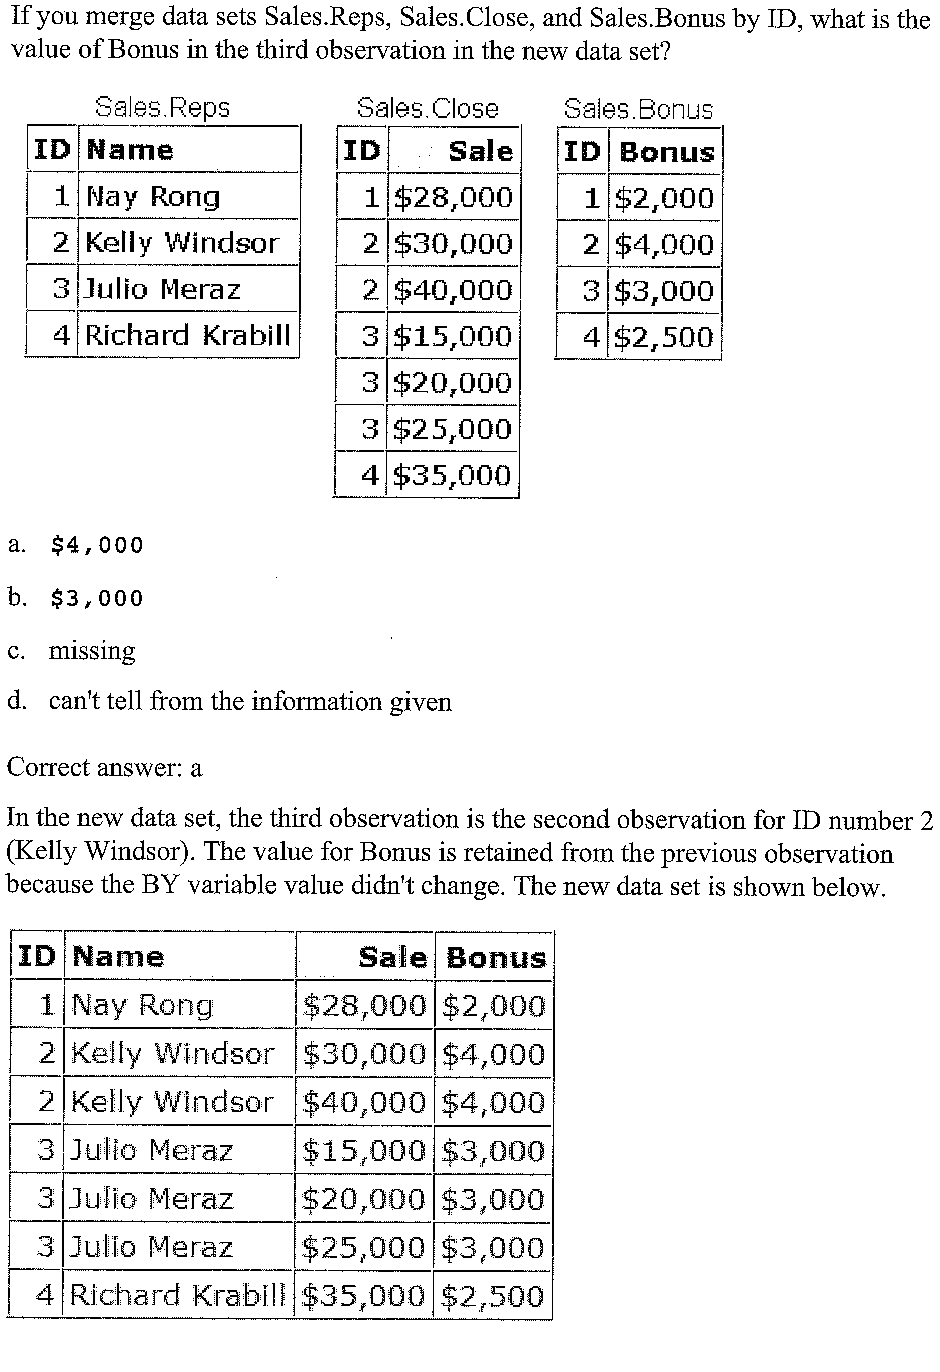 If you merge data sets Sales.Reps, Sales.Close, and Sales.Bonus by ID, what is the
value of Bonus in the third observation in the new data set?
Sales.Reps Sales.Close Sales.Bonus
ID Name ID Sale ID Bonus
1 Nay Rong 1 $28,000 1 $2,000
2 Kelly Windsor 2 $30,000 2 $4,000
3 Julio Meraz 2 $40,000 3 $3,000
4 Richard Krabill 3 $15,000 4 $2,500
3 $20,000
3 $25,000
4 $35,000
a. $4,000
b. $3,000
c. missing
d. can't tell from the information given
Correct answer: a
In the new data set, the third observation is the second observation for ID number 2
(Kelly Windsor). The value for Bonus is retained from the previous observation
because the BY variable value didn't change. The new data set is shown below.
ID Name Sale Bonus
1 Nay Rong $28,000 $2,000
2 Kelly Windsor $30,000 $4,000
2 Kelly Windsor $40,000 $4,000
3 Julio Meraz $15,000 $3,000
3 Julio Meraz $20,000 $3,000
3 Julio Meraz $25,000 $3,000
4 Richard Krabill $35,000 $2,500